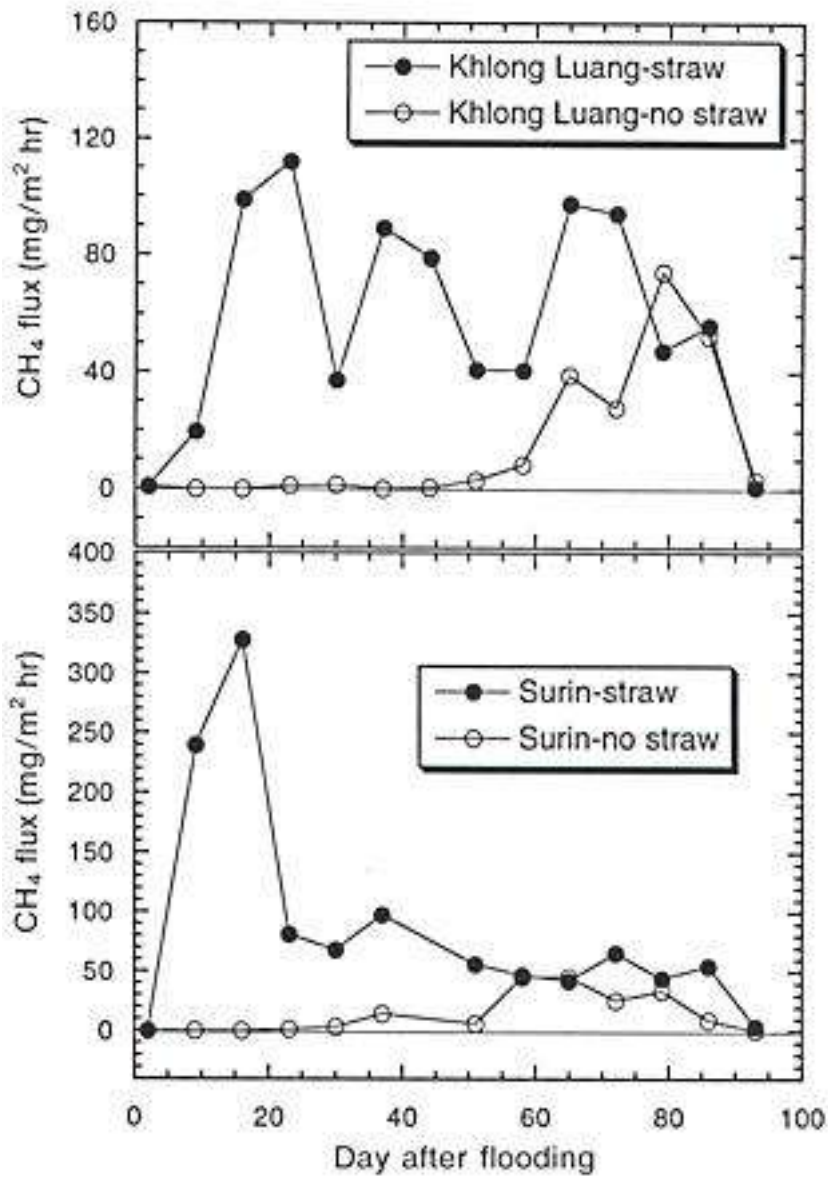 160
120
80
40
0
CH₄ flux (mg/m² hr)
Khlong Luang-straw
Khlong Luang-no straw
400
350
300
250
200
150
100
50
0
CH₄ flux (mg/m² hr)
Surin-straw
Surin-no straw
0 20 40 60 80 100
Day after flooding